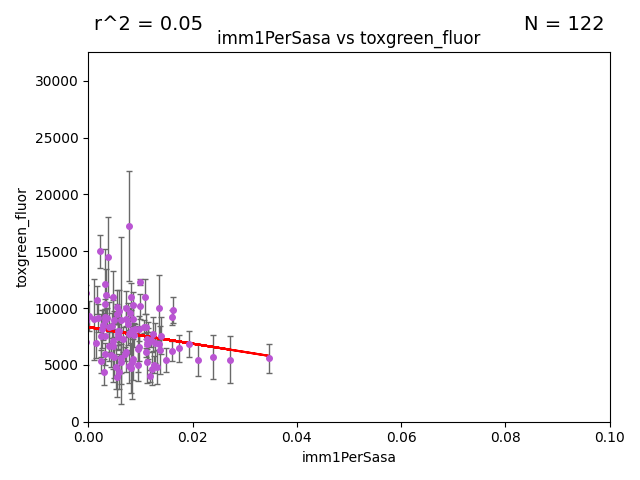 r^2 = 0.05
N = 122
imm1PerSasa vs toxgreen_fluor
30000
25000
20000
15000
10000
5000
0
toxgreen_fluor
0.00
0.02
0.04
0.06
0.08
0.10
imm1PerSasa